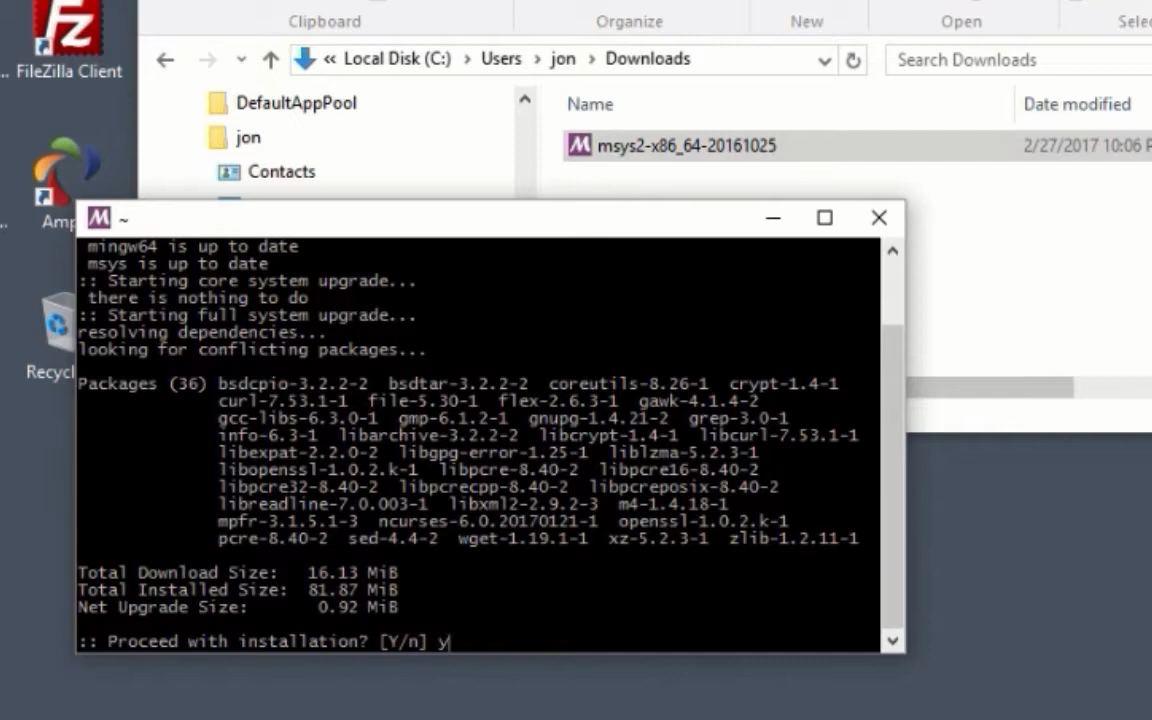 Clipboard
Organize
New
Open
Selec
« Local Disk (C:) › Users › jon › Downloads
Search Downloads
FileZilla Client
DefaultAppPool
jon
Contacts
Name
Date modified
msys2-x86_64-20161025
2/27/2017 10:06 P
Amp
Recycl
~
mingw64 is up to date
msys is up to date
:: Starting core system upgrade...
there is nothing to do
:: Starting full system upgrade...
resolving dependencies...
looking for conflicting packages...
Packages (36) bsdcpio-3.2.2-2 bsdtar-3.2.2-2 coreutils-8.26-1 crypt-1.4-1
curl-7.53.1-1 file-5.30-1 flex-2.6.3-1 gawk-4.1.4-2
gcc-libs-6.3.0-1 gmp-6.1.2-1 gnupg-1.4.21-2 grep-3.0-1
info-6.3-1 libarchive-3.2.2-2 libcrypt-1.4-1 libcurl-7.53.1-1
libexpat-2.2.0-2 libgpg-error-1.25-1 liblzma-5.2.3-1
libopenssl-1.0.2.k-1 libpcre-8.40-2 libpcre16-8.40-2
libpcre32-8.40-2 libpcrecpp-8.40-2 libpcreposix-8.40-2
libreadline-7.0.003-1 libxml2-2.9.2-3 m4-1.4.18-1
mpfr-3.1.5.1-3 ncurses-6.0.20170121-1 openssl-1.0.2.k-1
pcre-8.40-2 sed-4.4-2 wget-1.19.1-1 xz-5.2.3-1 zlib-1.2.11-1
Total Download Size: 16.13 MiB
Total Installed Size: 81.87 MiB
Net Upgrade Size: 0.92 MiB
:: Proceed with installation? [Y/n] y